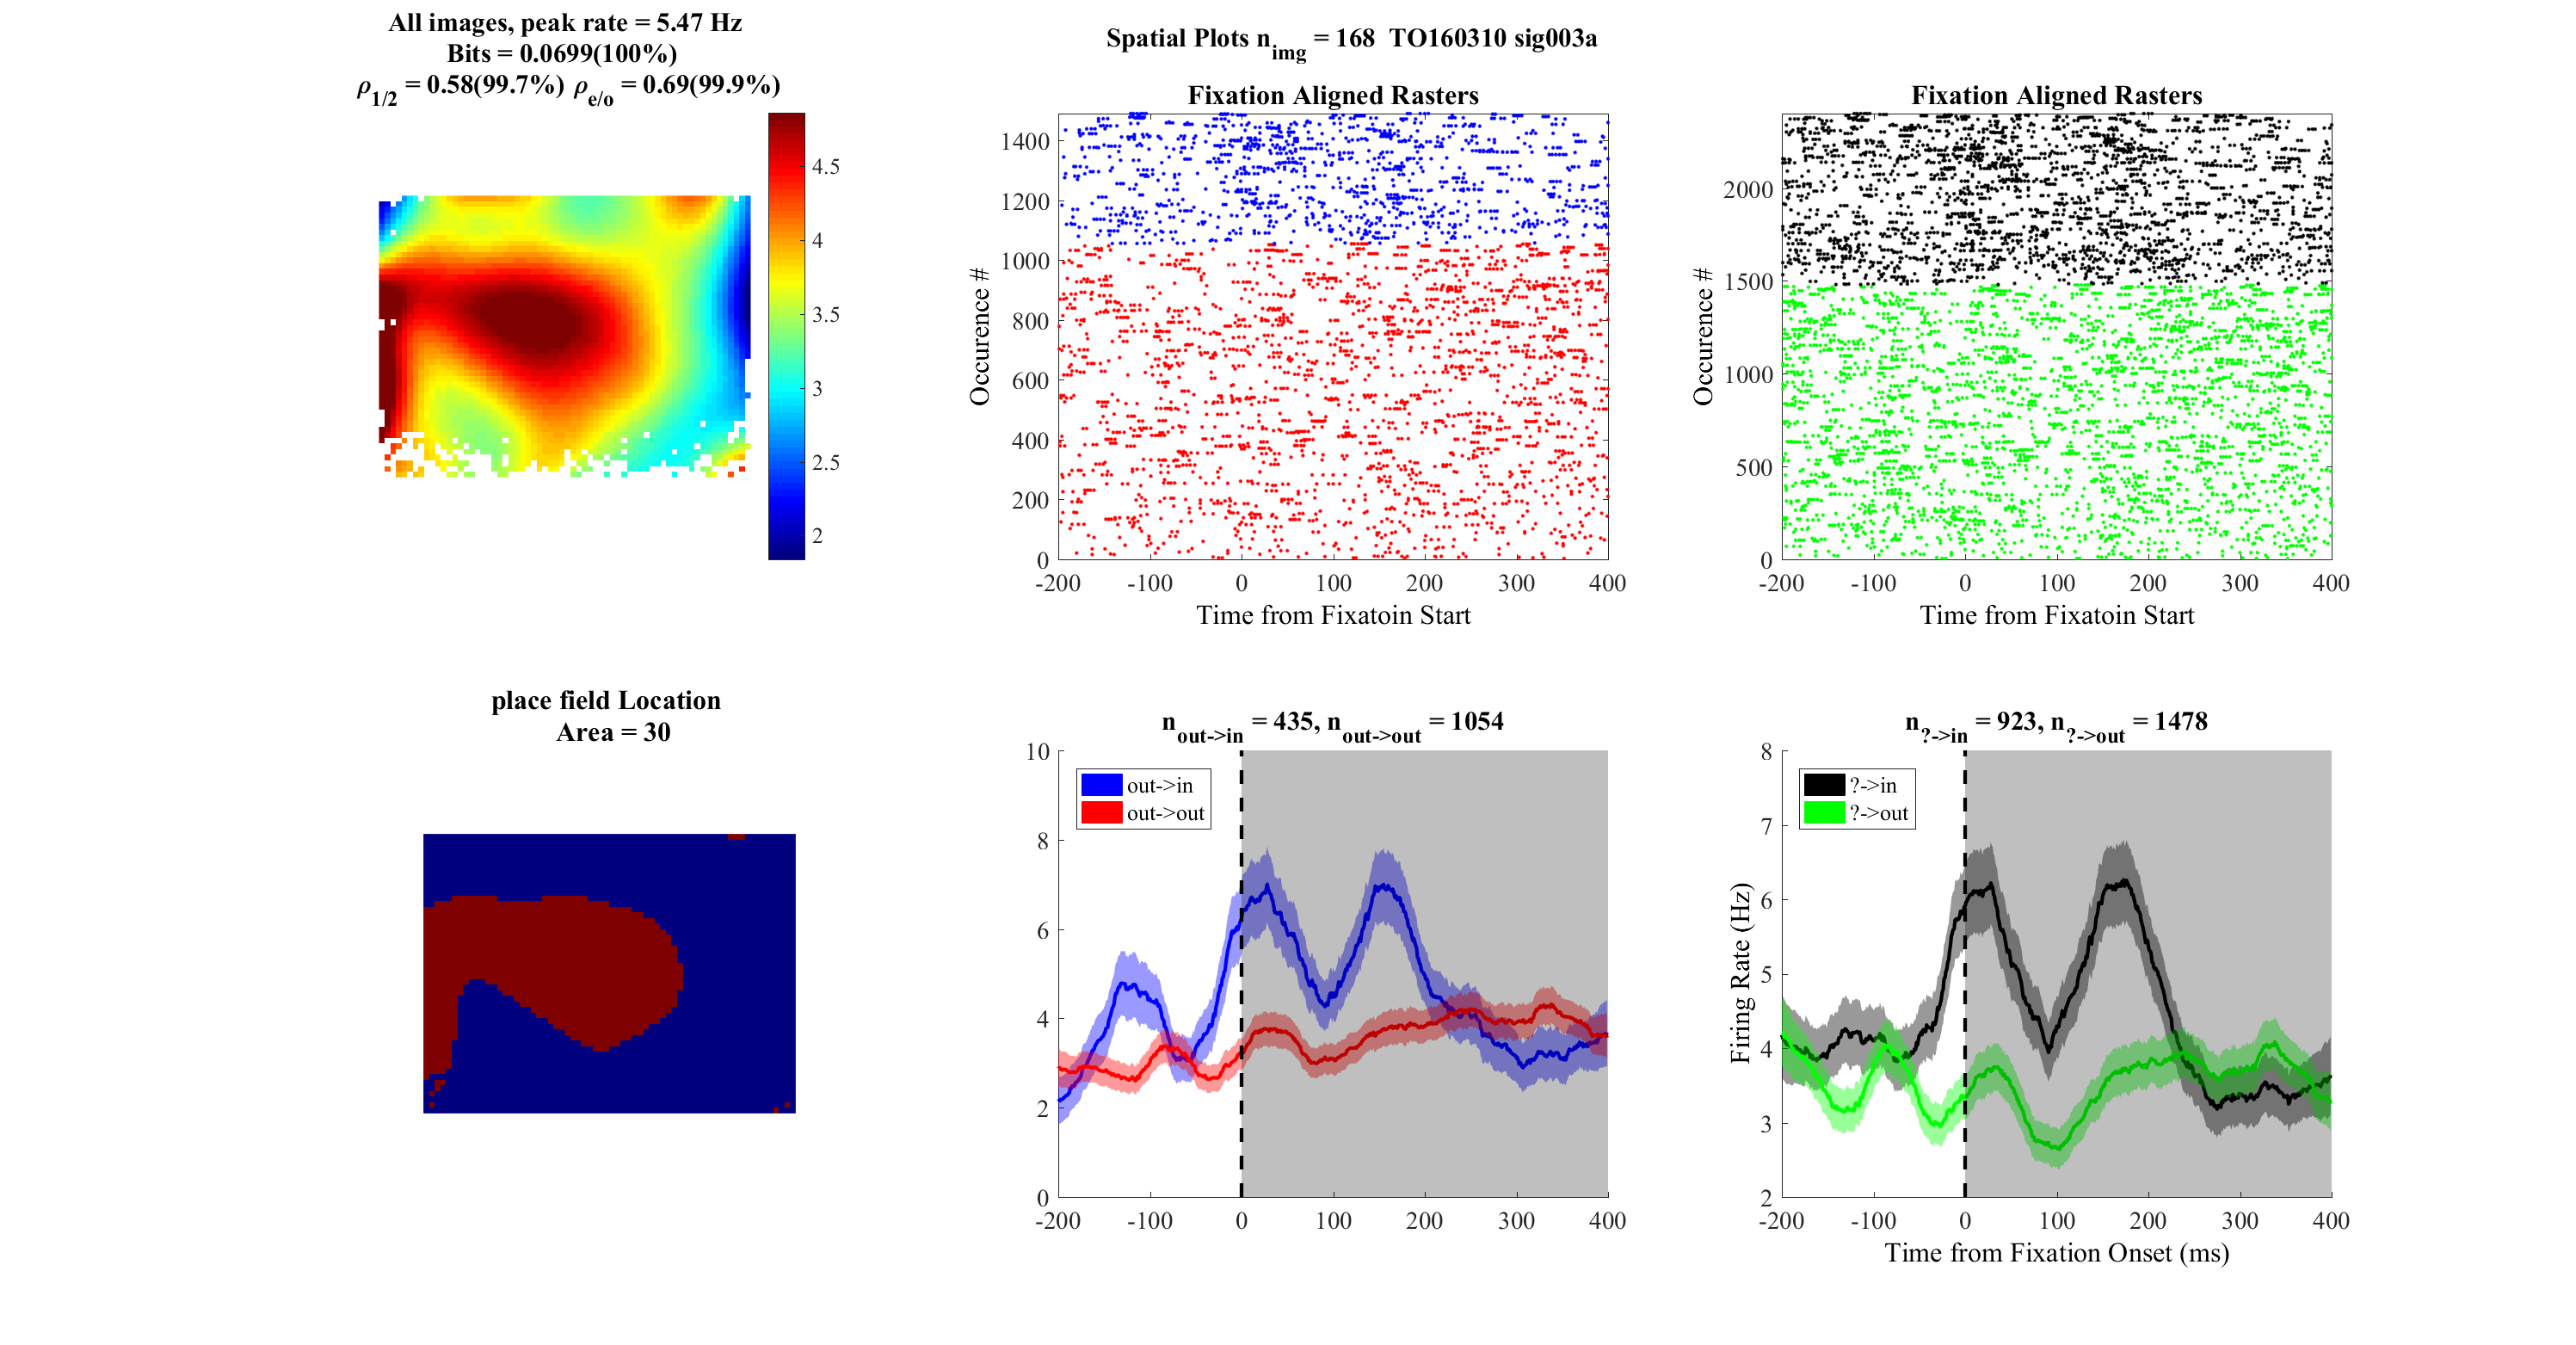 All images, peak rate = 5.47 Hz
Bits = 0.0699(100%)
ρ1/2 = 0.58(99.7%) ρe/o = 0.69(99.9%)
4.5
4
3.5
3
2.5
2
Spatial Plots nimg = 168 TO160310 sig003a
Fixation Aligned Rasters
Occurence #
1400
1200
1000
800
600
400
200
0
-200 -100 0 100 200 300 400
Time from Fixatoin Start
Fixation Aligned Rasters
Occurence #
2000
1500
1000
500
0
-200 -100 0 100 200 300 400
Time from Fixatoin Start
place field Location
Area = 30
nout->in = 435, nout->out = 1054
10
8
6
4
2
0
out->in
out->out
-200 -100 0 100 200 300 400
n?->in = 923, n?->out = 1478
Firing Rate (Hz)
8
7
6
5
4
3
2
?->in
?->out
-200 -100 0 100 200 300 400
Time from Fixation Onset (ms)